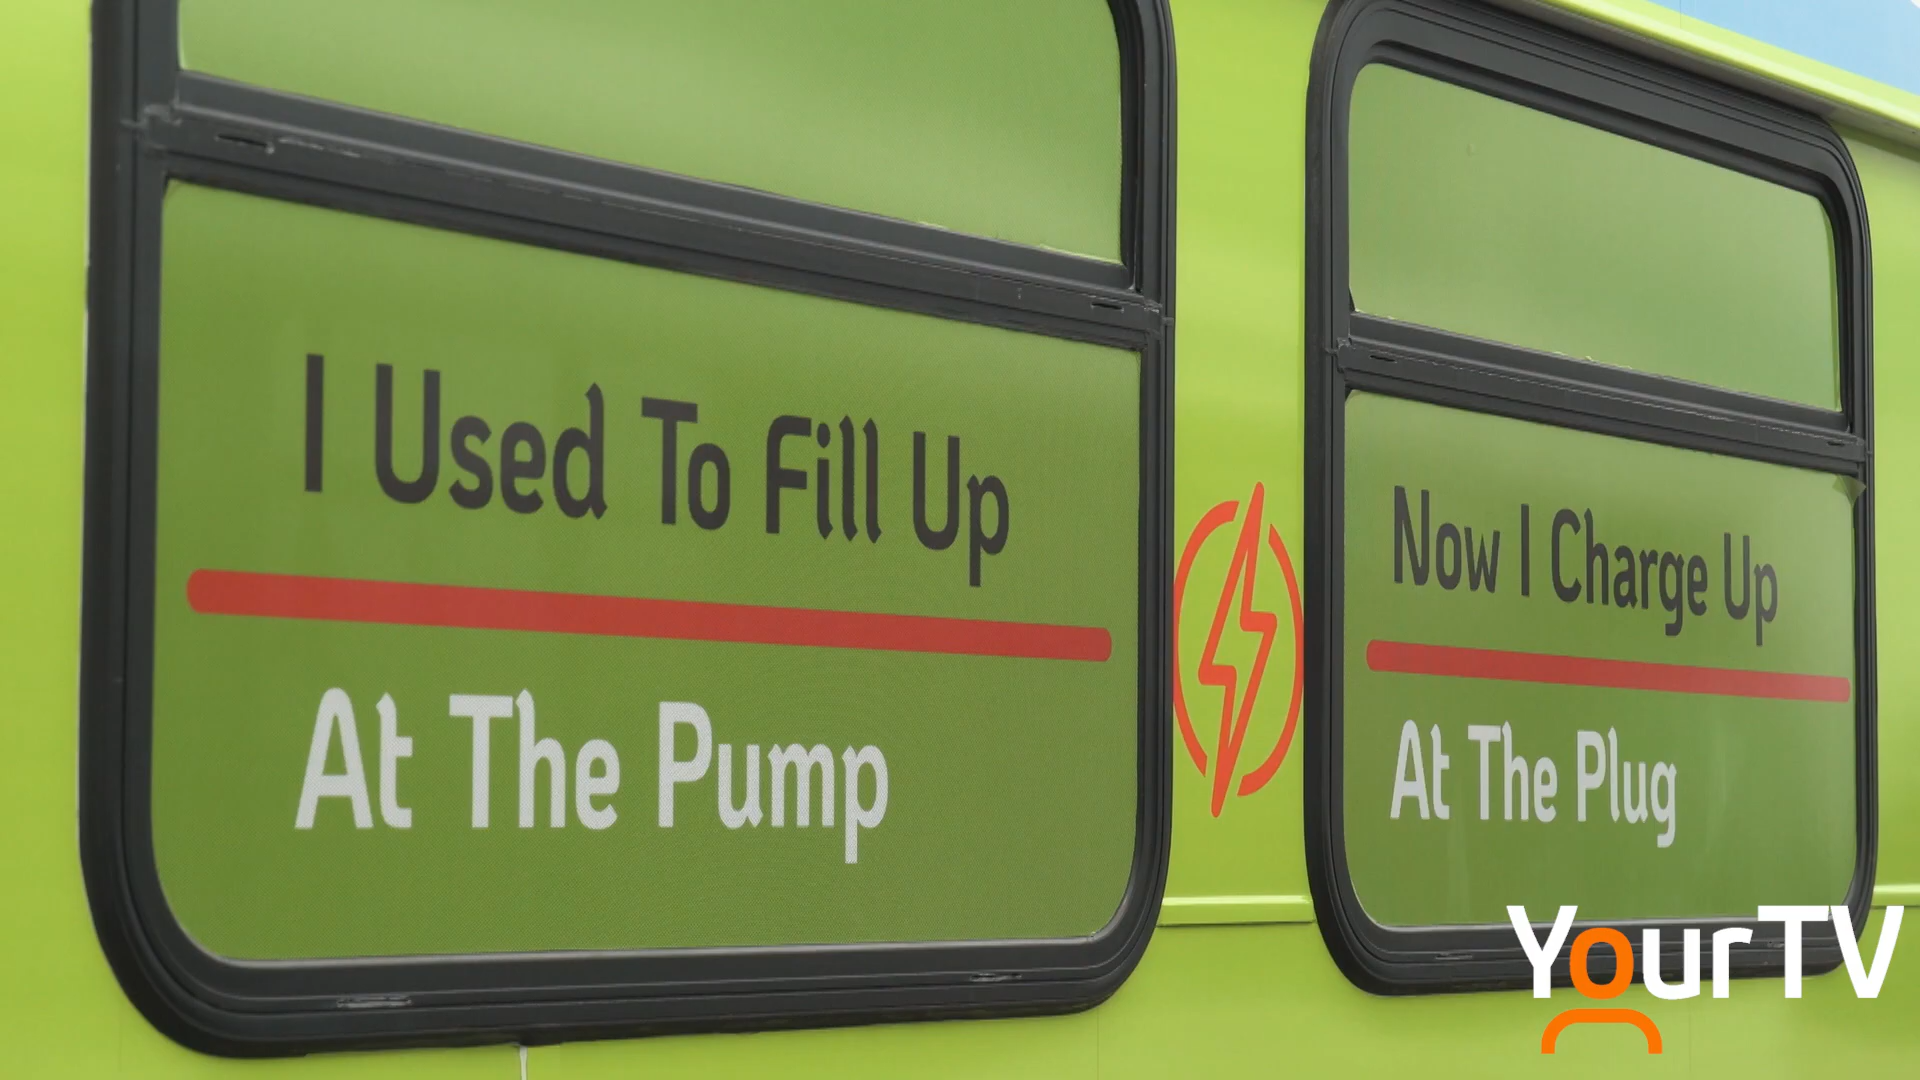 I Used To Fill Up
At The Pump
Now I Charge Up
At The Plug
YourTV